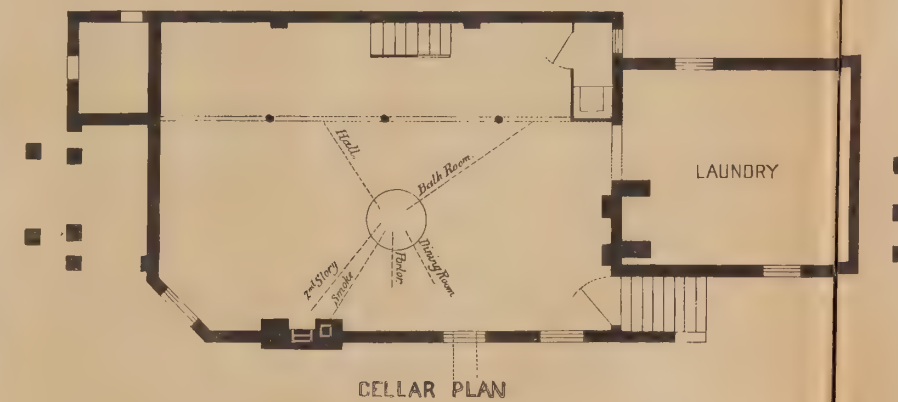 Hall
Bath Room
LAUNDRY
2nd Story
Smoke
Parlor
Dining Room
CELLAR PLAN